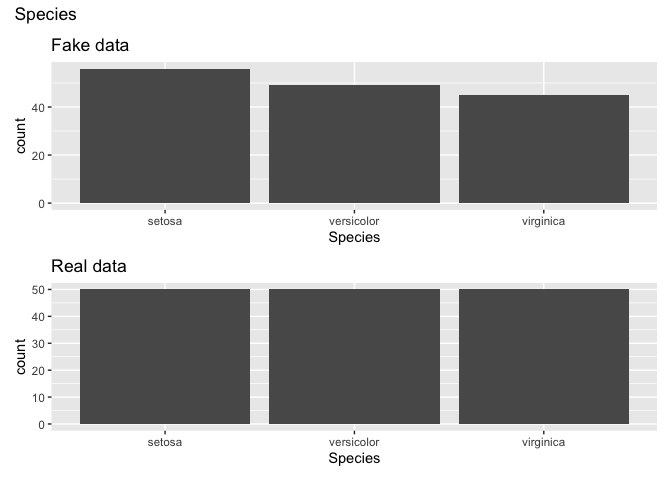 Species
Fake data
count
40
20
0
setosa versicolor virginica
Species
Real data
count
50
40
30
20
10
0
setosa versicolor virginica
Species